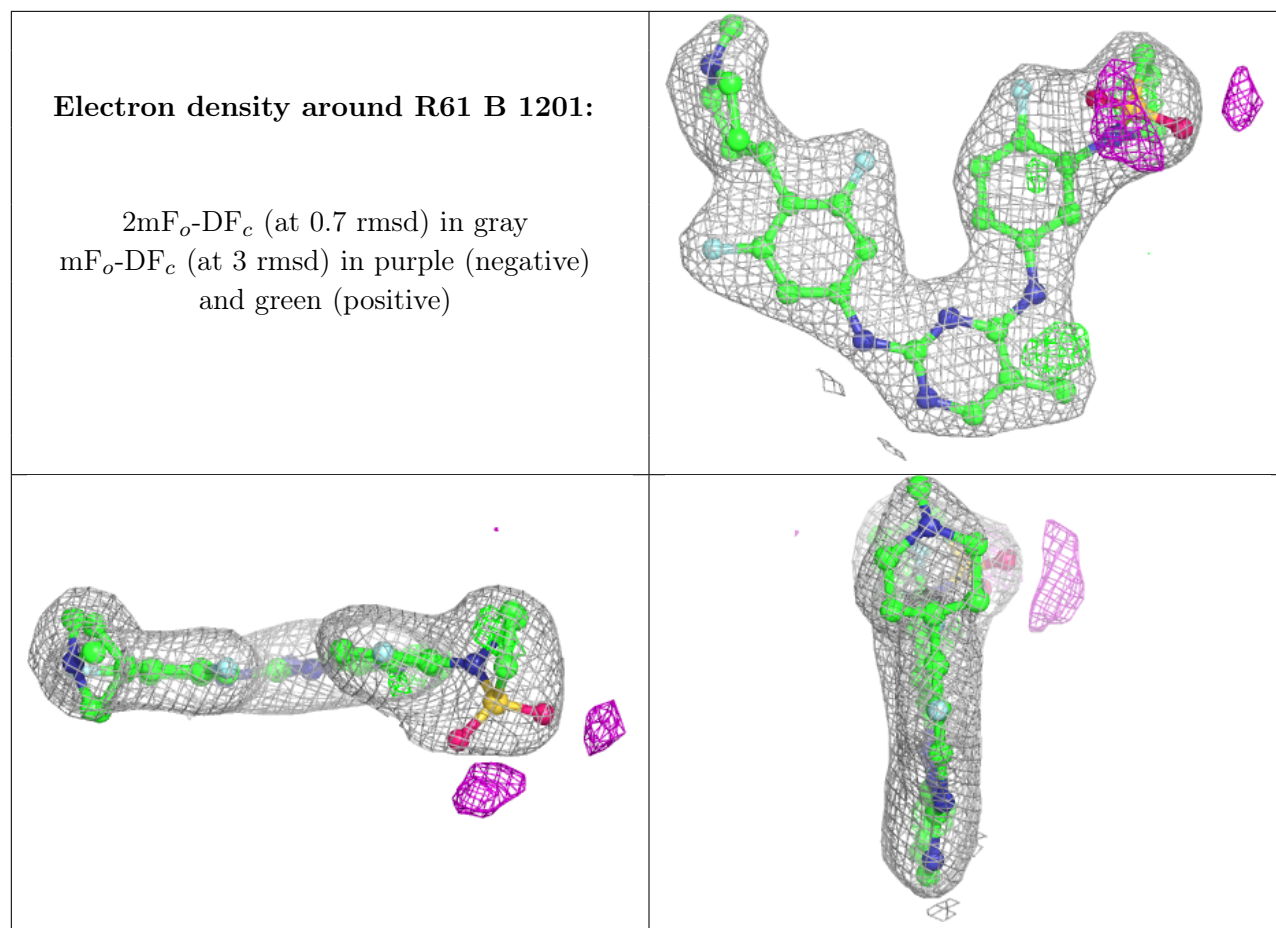 Electron density around R61 B 1201:
2mFo-DFc (at 0.7 rmsd) in gray
mFo-DFc (at 3 rmsd) in purple (negative)
and green (positive)